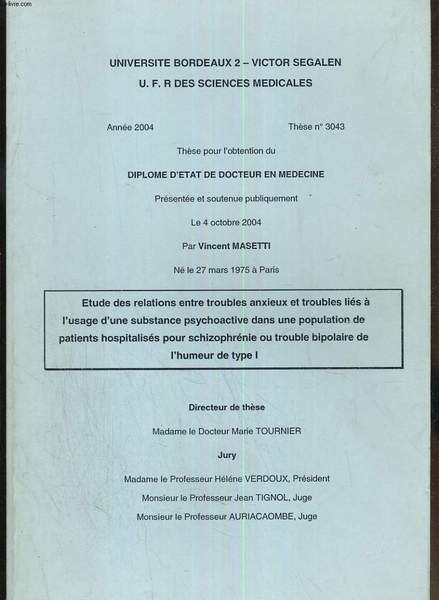 UNIVERSITE BORDEAUX 2 – VICTOR SEGALEN
U. F. R DES SCIENCES MEDICALES
Année 2004 Thèse n° 3043
Thèse pour l'obtention du
DIPLOME D'ETAT DE DOCTEUR EN MEDECINE
Présentée et soutenue publiquement
Le 4 octobre 2004
Par Vincent MASETTI
Né le 27 mars 1975 à Paris
Etude des relations entre troubles anxieux et troubles liés à
l'usage d'une substance psychoactive dans une population de
patients hospitalisés pour schizophrénie ou trouble bipolaire de
l'humeur de type I
Directeur de thèse
Madame le Docteur Marie TOURNIER
Jury
Madame le Professeur Héléne VERDOUX, Président
Monsieur le Professeur Jean TIGNOL, Juge
Monsieur le Professeur AURIACAOMBE, Juge